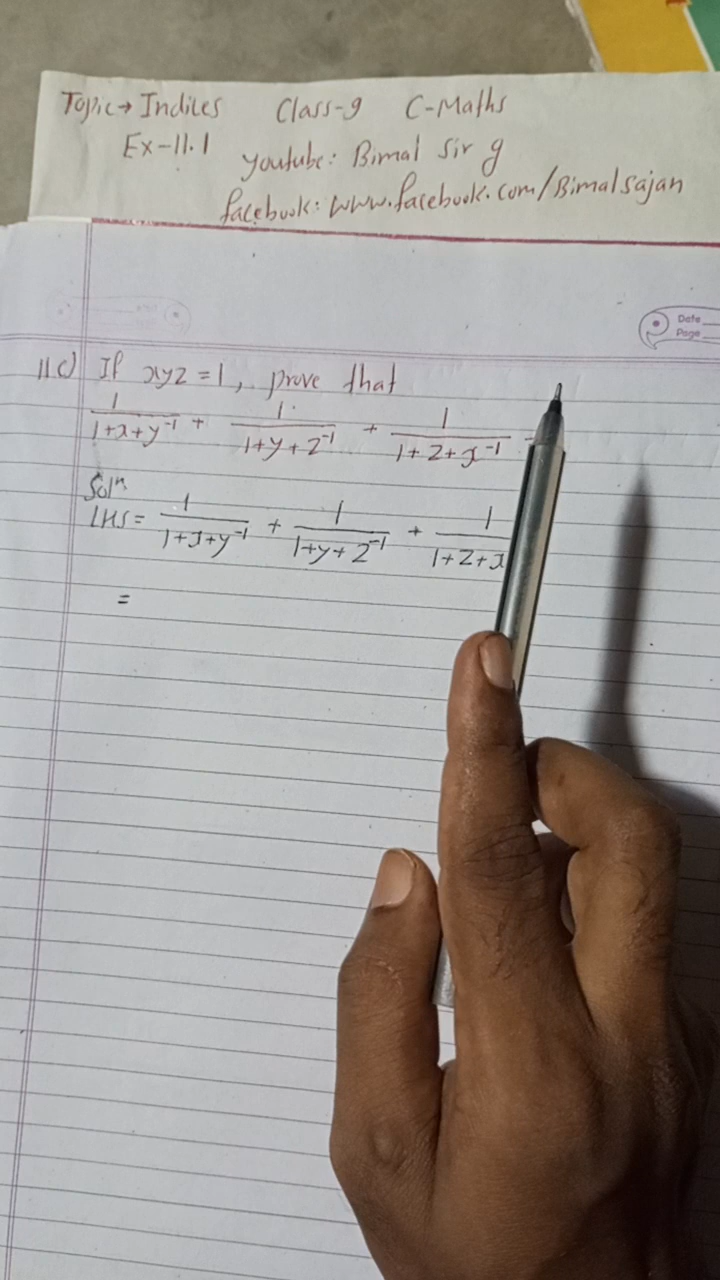 Topic → Indices Class-9 C-Maths
Ex-11.1 youtube: Bimal Sir g
facebook: www.facebook.com/Bimalsajan
Date
Page
11c) If xyz = 1, prove that
1/(1+x+y⁻¹) + 1/(1+y+z⁻¹) + 1/(1+z+x⁻¹)
Solⁿ
LHS = 1/(1+x+y⁻¹) + 1/(1+y+z⁻¹) + 1/(1+z+x
=